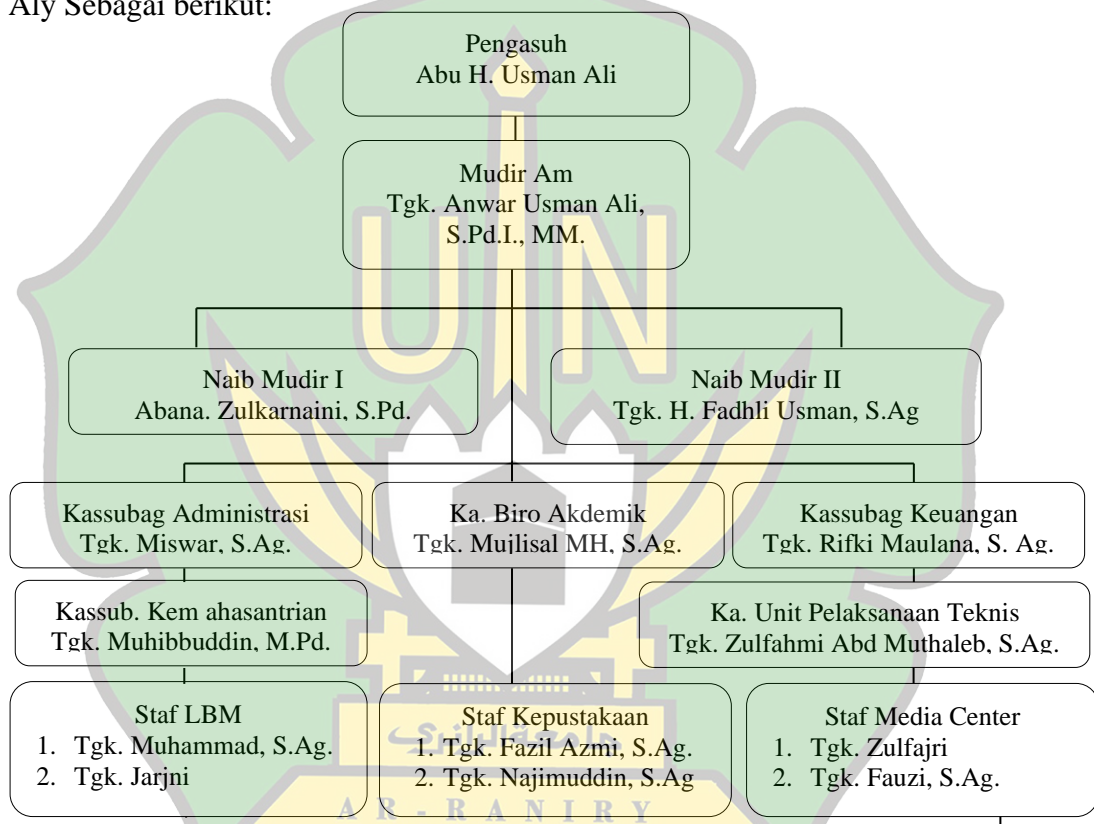 Aly Sebagai berikut:
Pengasuh
Abu H. Usman Ali
Mudir Am
Tgk. Anwar Usman Ali,
S.Pd.I., MM.
UIN
Naib Mudir I
Abana. Zulkarnaini, S.Pd.
Naib Mudir II
Tgk. H. Fadhli Usman, S.Ag
Kassubag Administrasi
Tgk. Miswar, S.Ag.
Ka. Biro Akdemik
Tgk. Mujlisal MH, S.Ag.
Kassubag Keuangan
Tgk. Rifki Maulana, S. Ag.
Kassub. Kem ahasantrian
Tgk. Muhibbuddin, M.Pd.
Ka. Unit Pelaksanaan Teknis
Tgk. Zulfahmi Abd Muthaleb, S.Ag.
Staf LBM
1. Tgk. Muhammad, S.Ag.
2. Tgk. Jarjni
Staf Kepustakaan
1. Tgk. Fazil Azmi, S.Ag.
2. Tgk. Najimuddin, S.Ag
Staf Media Center
1. Tgk. Zulfajri
2. Tgk. Fauzi, S.Ag.
جامعة الرانري
AR-RANIRY